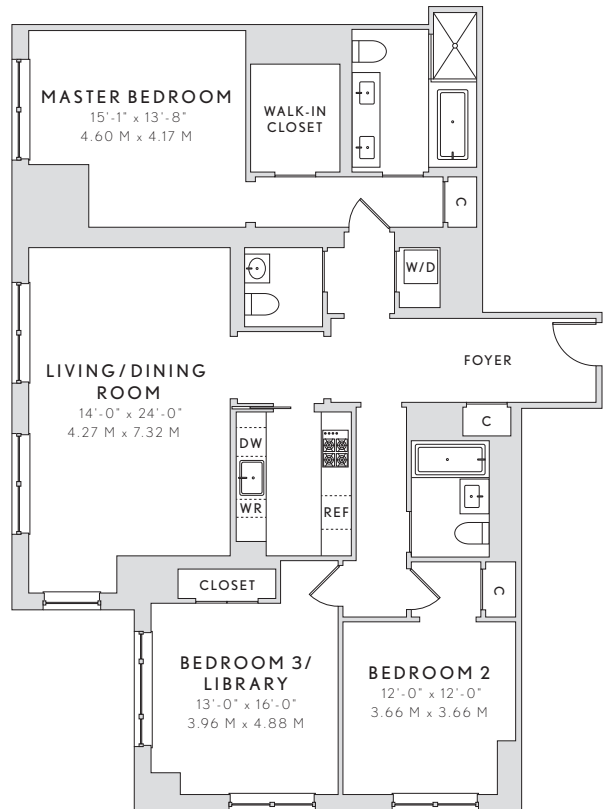 MASTER BEDROOM
15'-1" x 13'-8"
4.60 M x 4.17 M
WALK-IN
CLOSET
C
W/D
LIVING/DINING
ROOM
14'-0" x 24'-0"
4.27 M x 7.32 M
FOYER
C
DW
WR
REF
CLOSET
C
BEDROOM 3/
LIBRARY
13'-0" x 16'-0"
3.96 M x 4.88 M
BEDROOM 2
12'-0" x 12'-0"
3.66 M x 3.66 M